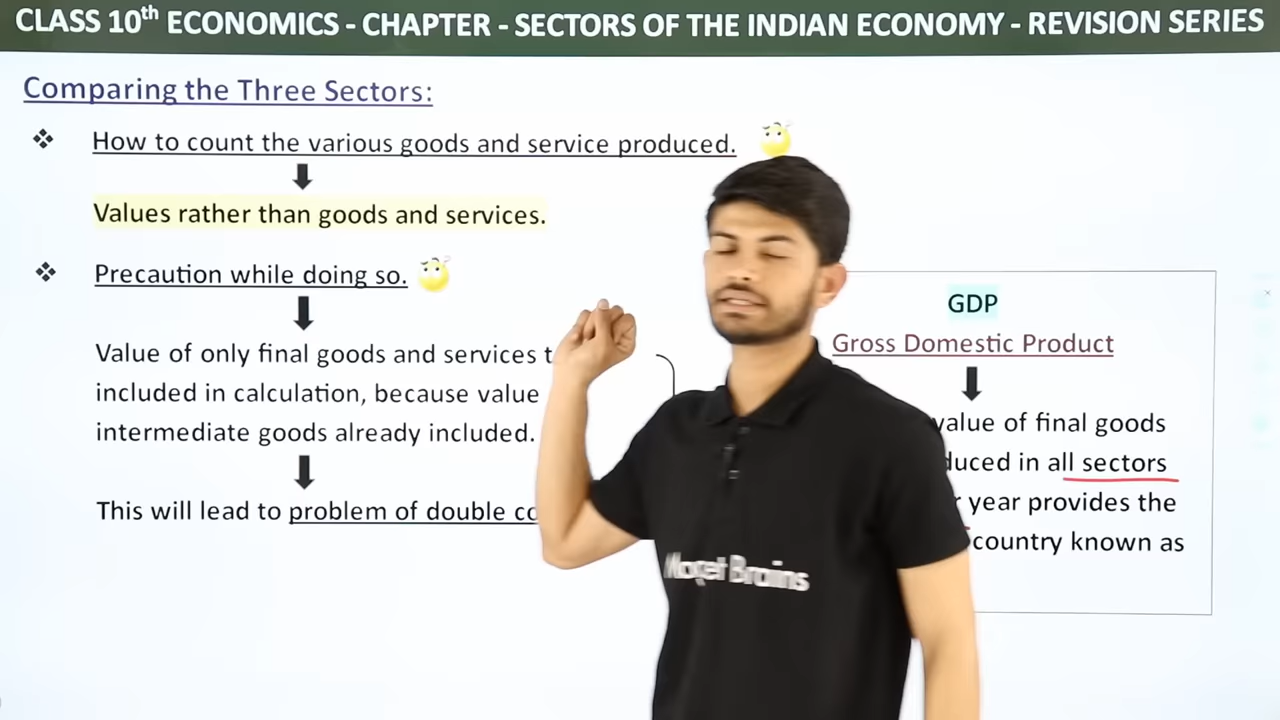 CLASS 10th ECONOMICS - CHAPTER - SECTORS OF THE INDIAN ECONOMY - REVISION SERIES
Comparing the Three Sectors:
How to count the various goods and service produced.
Values rather than goods and services.
Precaution while doing so.
Value of only final goods and services
included in calculation, because value
intermediate goods already included.
This will lead to problem of double
GDP
Gross Domestic Product
value of final goods
in all sectors
year provides the
country known as
Brains